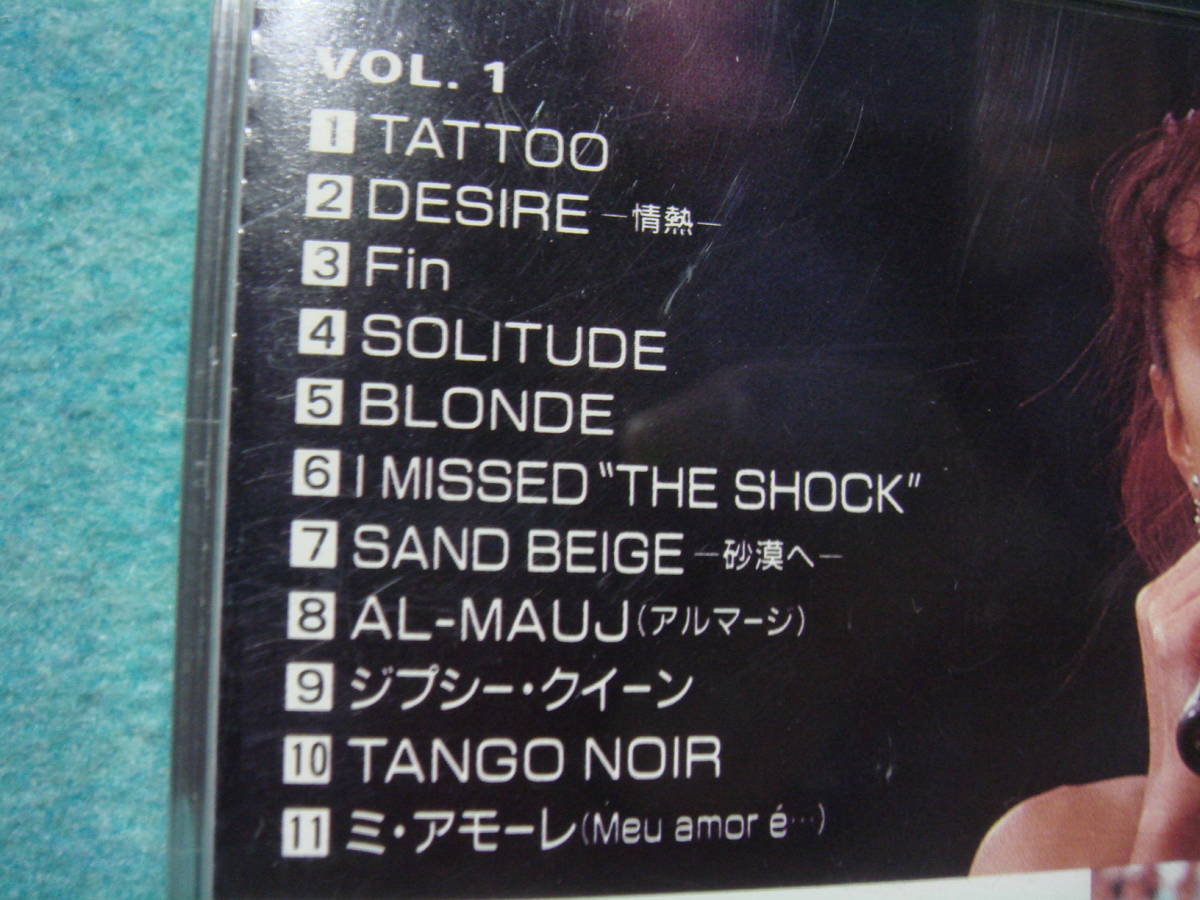 VOL. 1
1 TATTOO
2 DESIRE −情熱−
3 Fin
4 SOLITUDE
5 BLONDE
6 I MISSED “THE SHOCK”
7 SAND BEIGE −砂漠へ−
8 AL-MAUJ(アルマージ)
9 ジプシー・クイーン
10 TANGO NOIR
11 ミ・アモーレ(Meu amor é…)